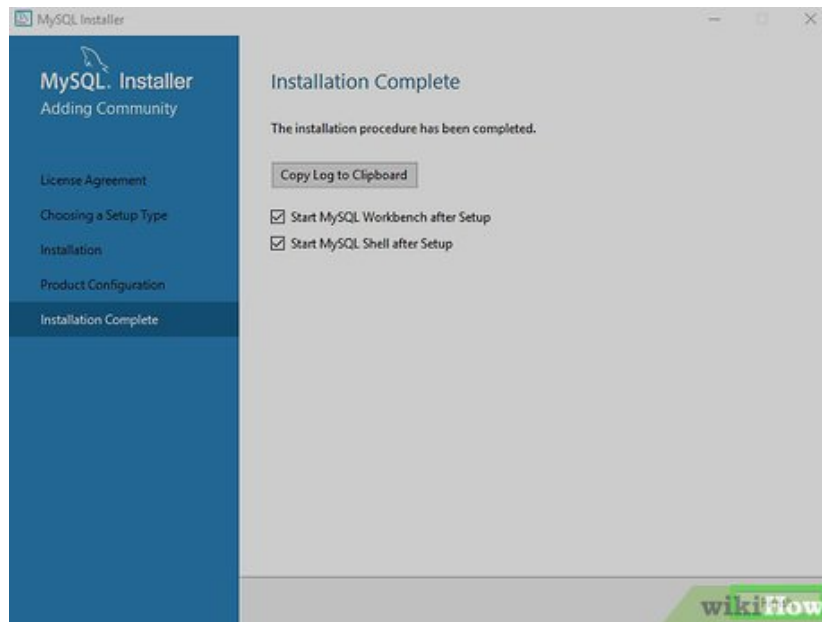 MySQL Installer
MySQL. Installer
Adding Community
License Agreement
Choosing a Setup Type
Installation
Product Configuration
Installation Complete
Installation Complete
The installation procedure has been completed.
Copy Log to Clipboard
Start MySQL Workbench after Setup
Start MySQL Shell after Setup
wikiHow